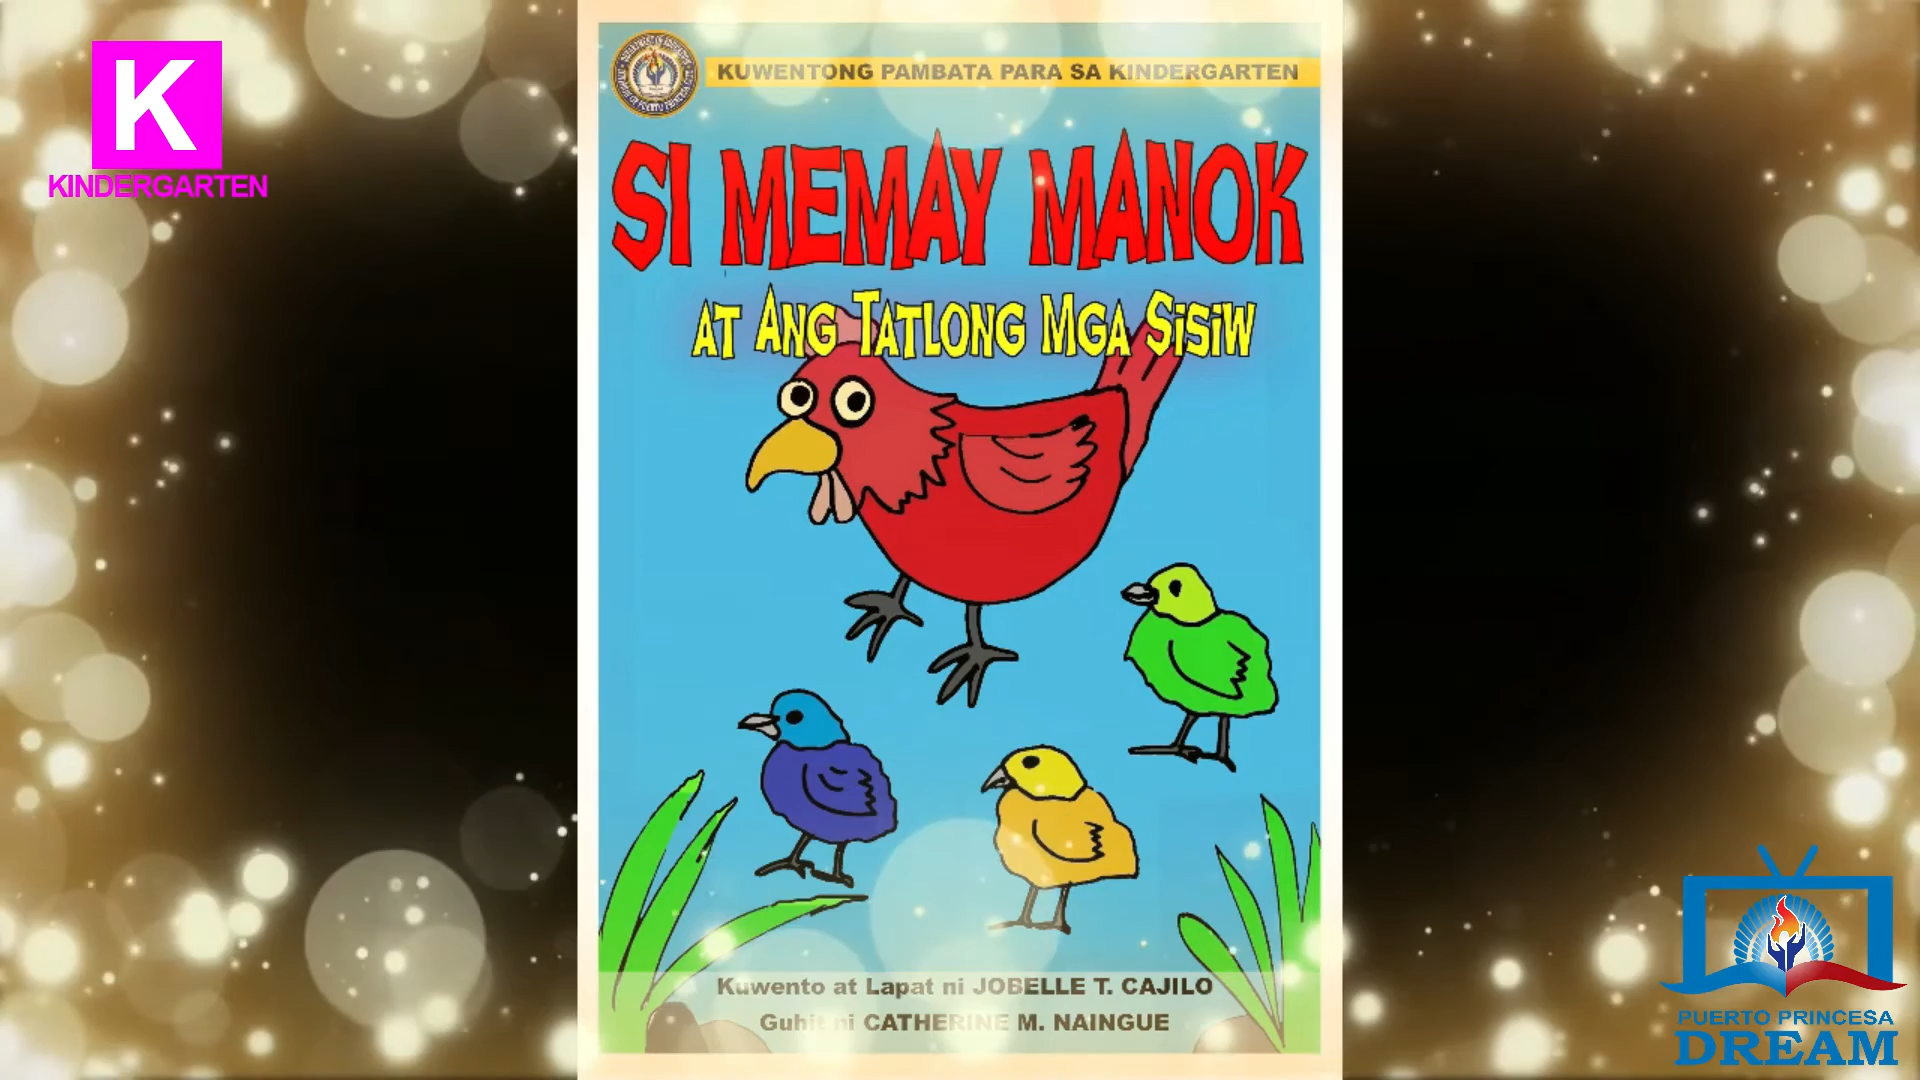 K
KINDERGARTEN
KUWENTONG PAMBATA PARA SA KINDERGARTEN
SI MEMAY MANOK
AT ANG TATLONG MGA SISIW
Kuwento at Lapat ni JOBELLE T. CAJILO
Guhit ni CATHERINE M. NAINGUE
PUERTO PRINCESA
DREAM